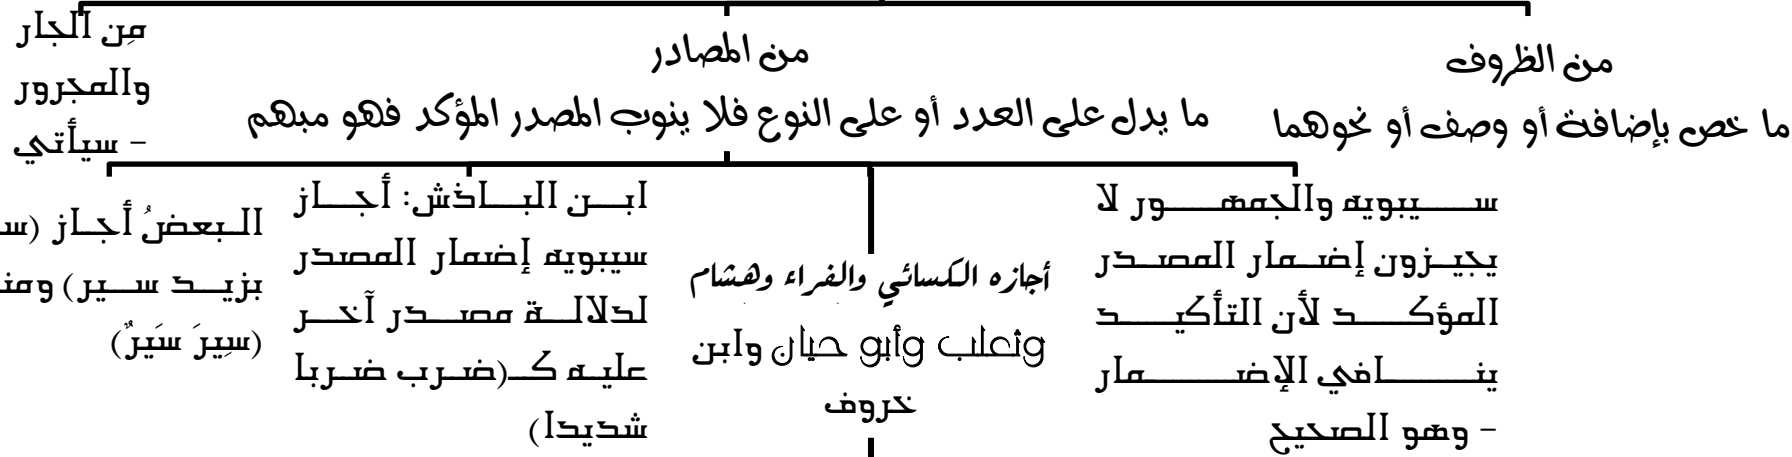 من الظروف
ما خص بإضافة أو وصف أو نحوهما
من المصادر
ما يدل على العدد أو على النوع فلا ينوب المصدر المؤكد فهو مبهم
مِن الجار
والمجرور
- سيأتي
سيبويه والجمهور لا
يجيزون إضمار المصدر
المؤكد لأن التأكيد
ينافي الإضمار
- وهو الصحيح
أجازه الكسائي والفراء وهشام
وثعلب وأبو حيان وابن
خروف
ابن الباذش: أجاز
سيبويه إضمار المصدر
لدلالة مصدر آخر
عليه كـ(ضرب ضربا
شديدا)
البعضُ أجاز (
بزيد سير)
(سِيرَ سَيرٌ)